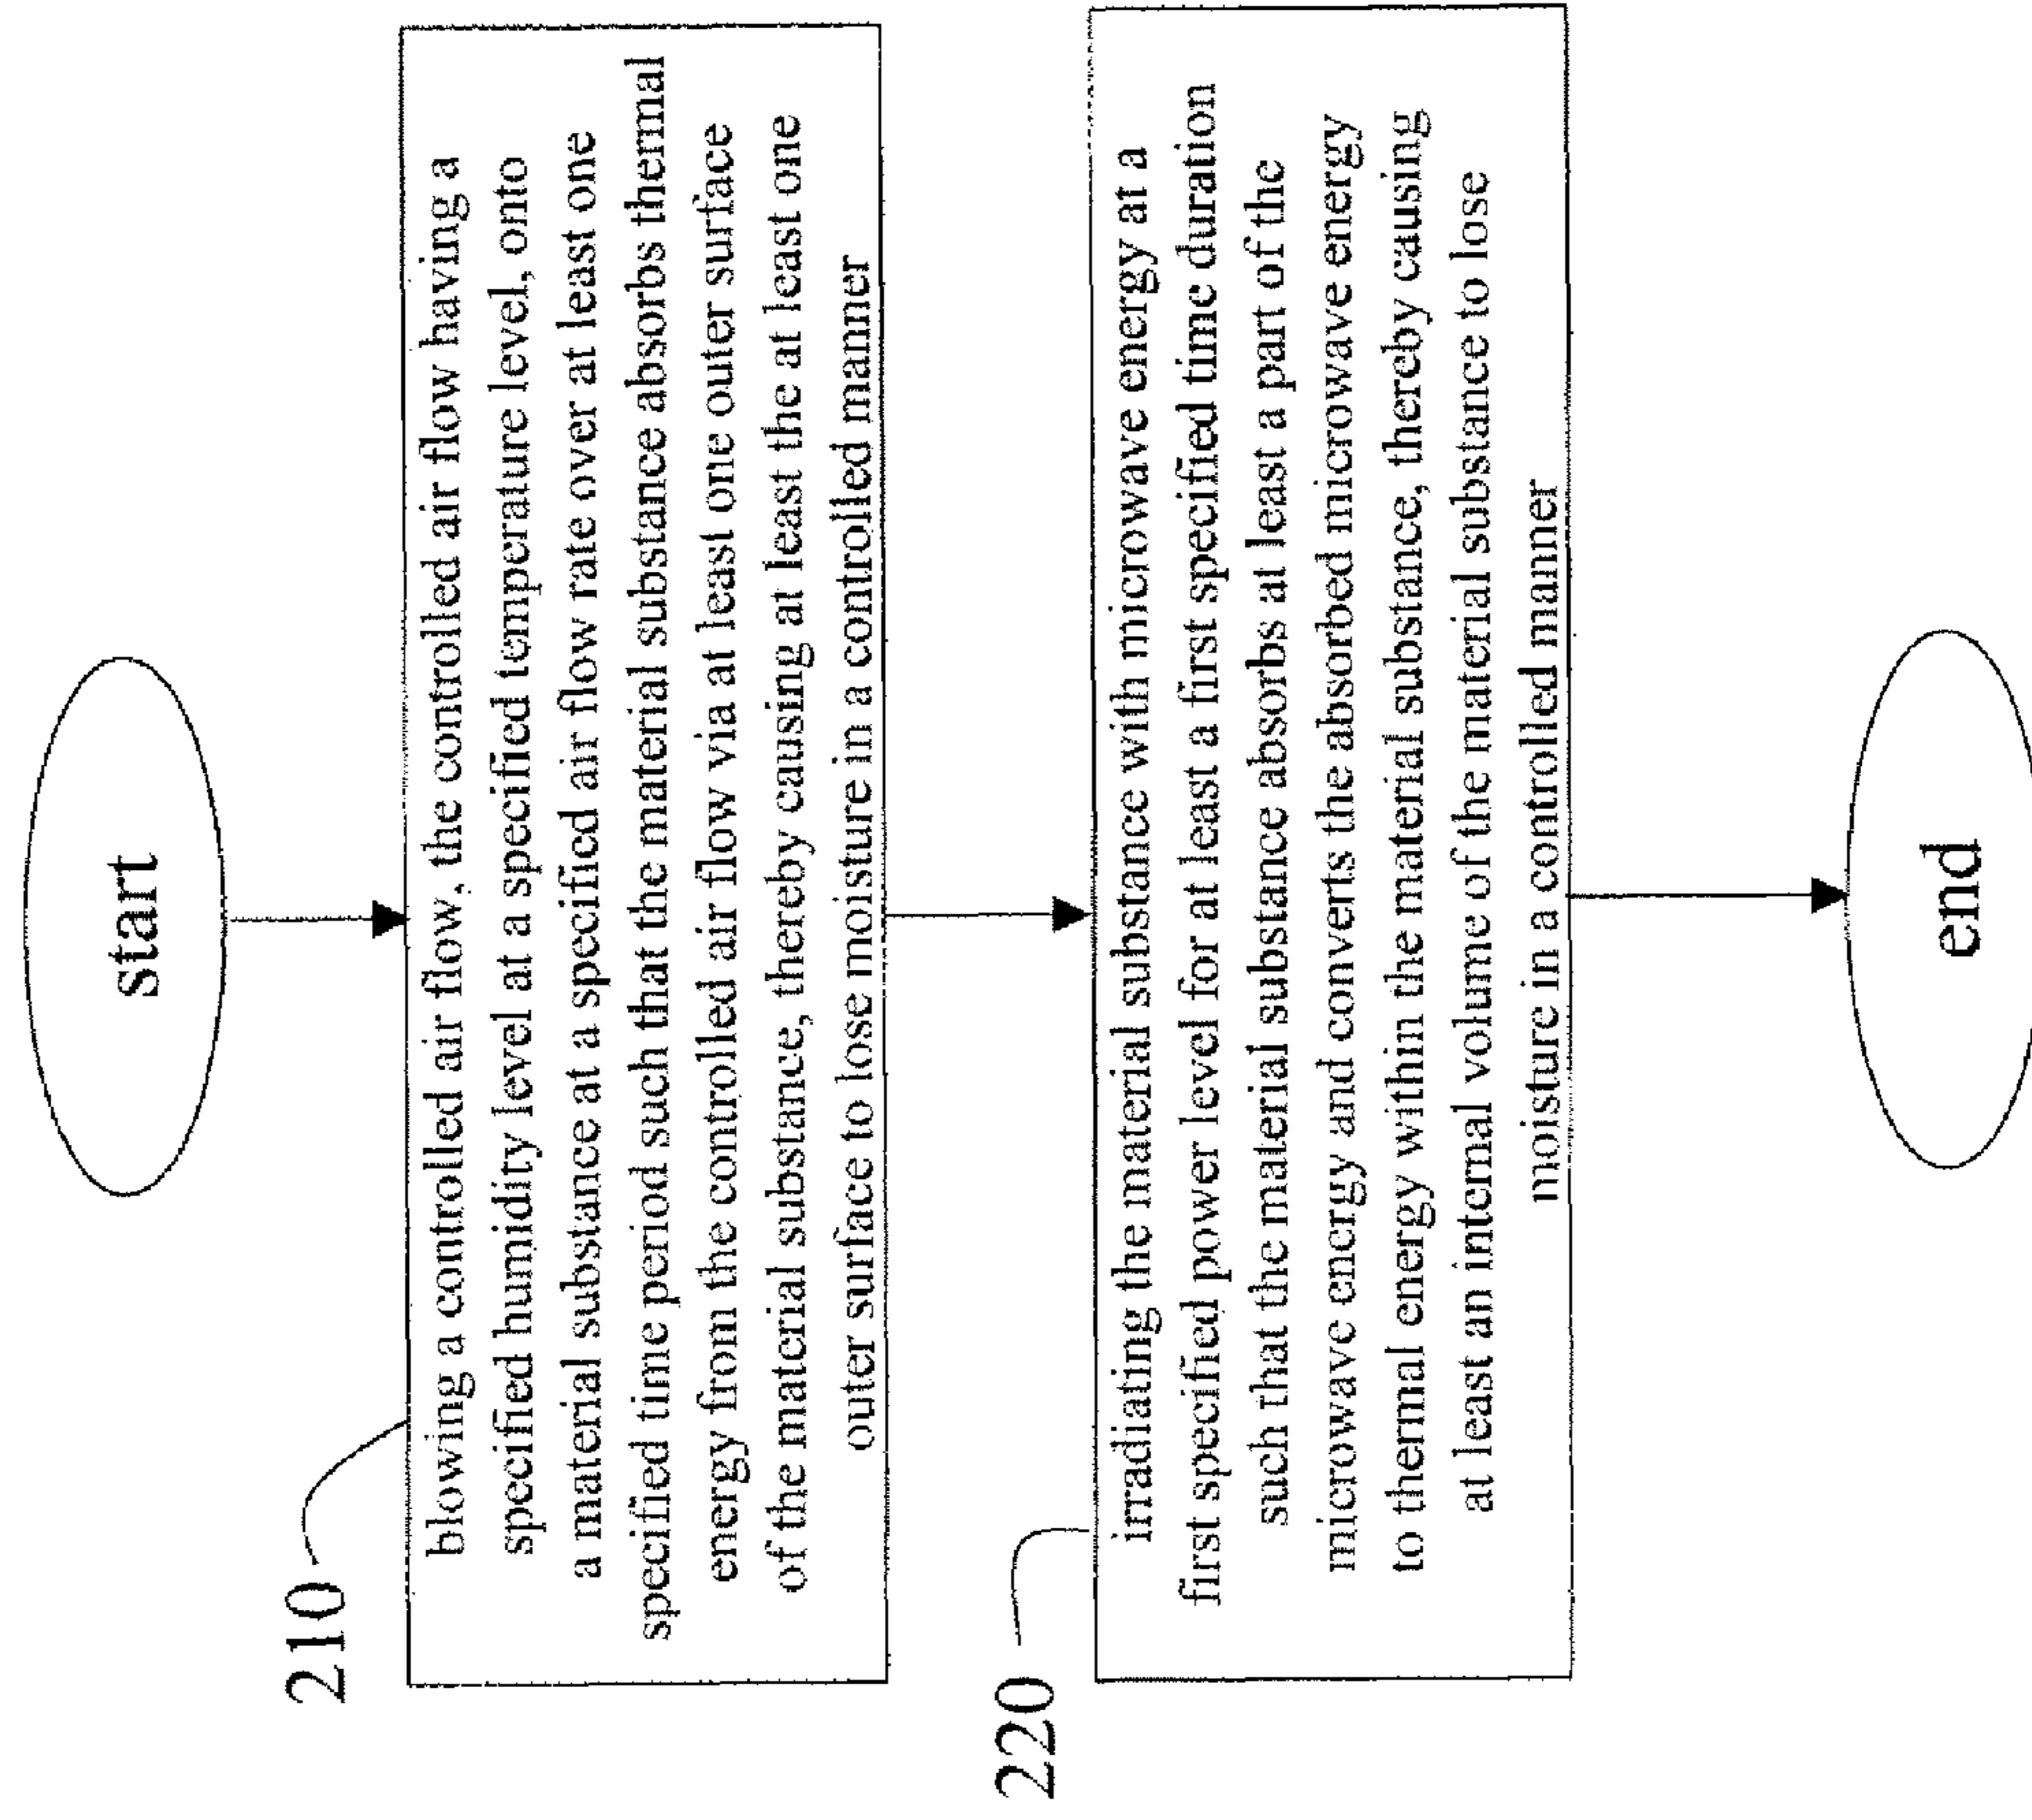 start
210
blowing a controlled air flow, the controlled air flow having a
specified humidity level at a specified temperature level, onto
a material substance at a specified air flow rate over at least one
specified time period such that the material substance absorbs thermal
energy from the controlled air flow via at least one outer surface
of the material substance, thereby causing at least the at least one
outer surface to lose moisture in a controlled manner
220
irradiating the material substance with microwave energy at a
first specified power level for at least a first specified time duration
such that the material substance absorbs at least a part of the
microwave energy and converts the absorbed microwave energy
to thermal energy within the material substance, thereby causing
at least an internal volume of the material substance to lose
moisture in a controlled manner
end